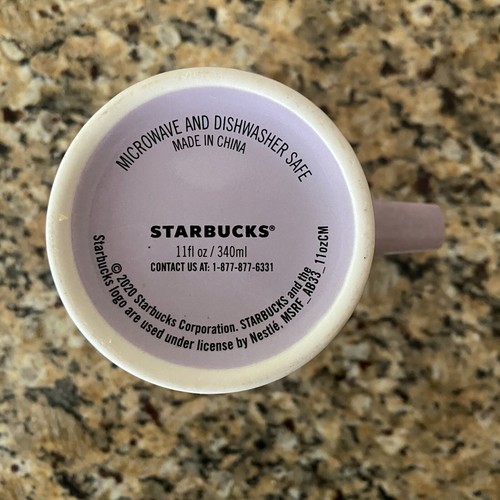 MICROWAVE AND DISHWASHER SAFE
MADE IN CHINA
STARBUCKS®
11fl oz / 340ml
CONTACT US AT: 1-877-877-6331
© 2020 Starbucks Corporation. STARBUCKS and the
Starbucks logo are used under license by Nestlé, MSRF_AB33_11ozCM